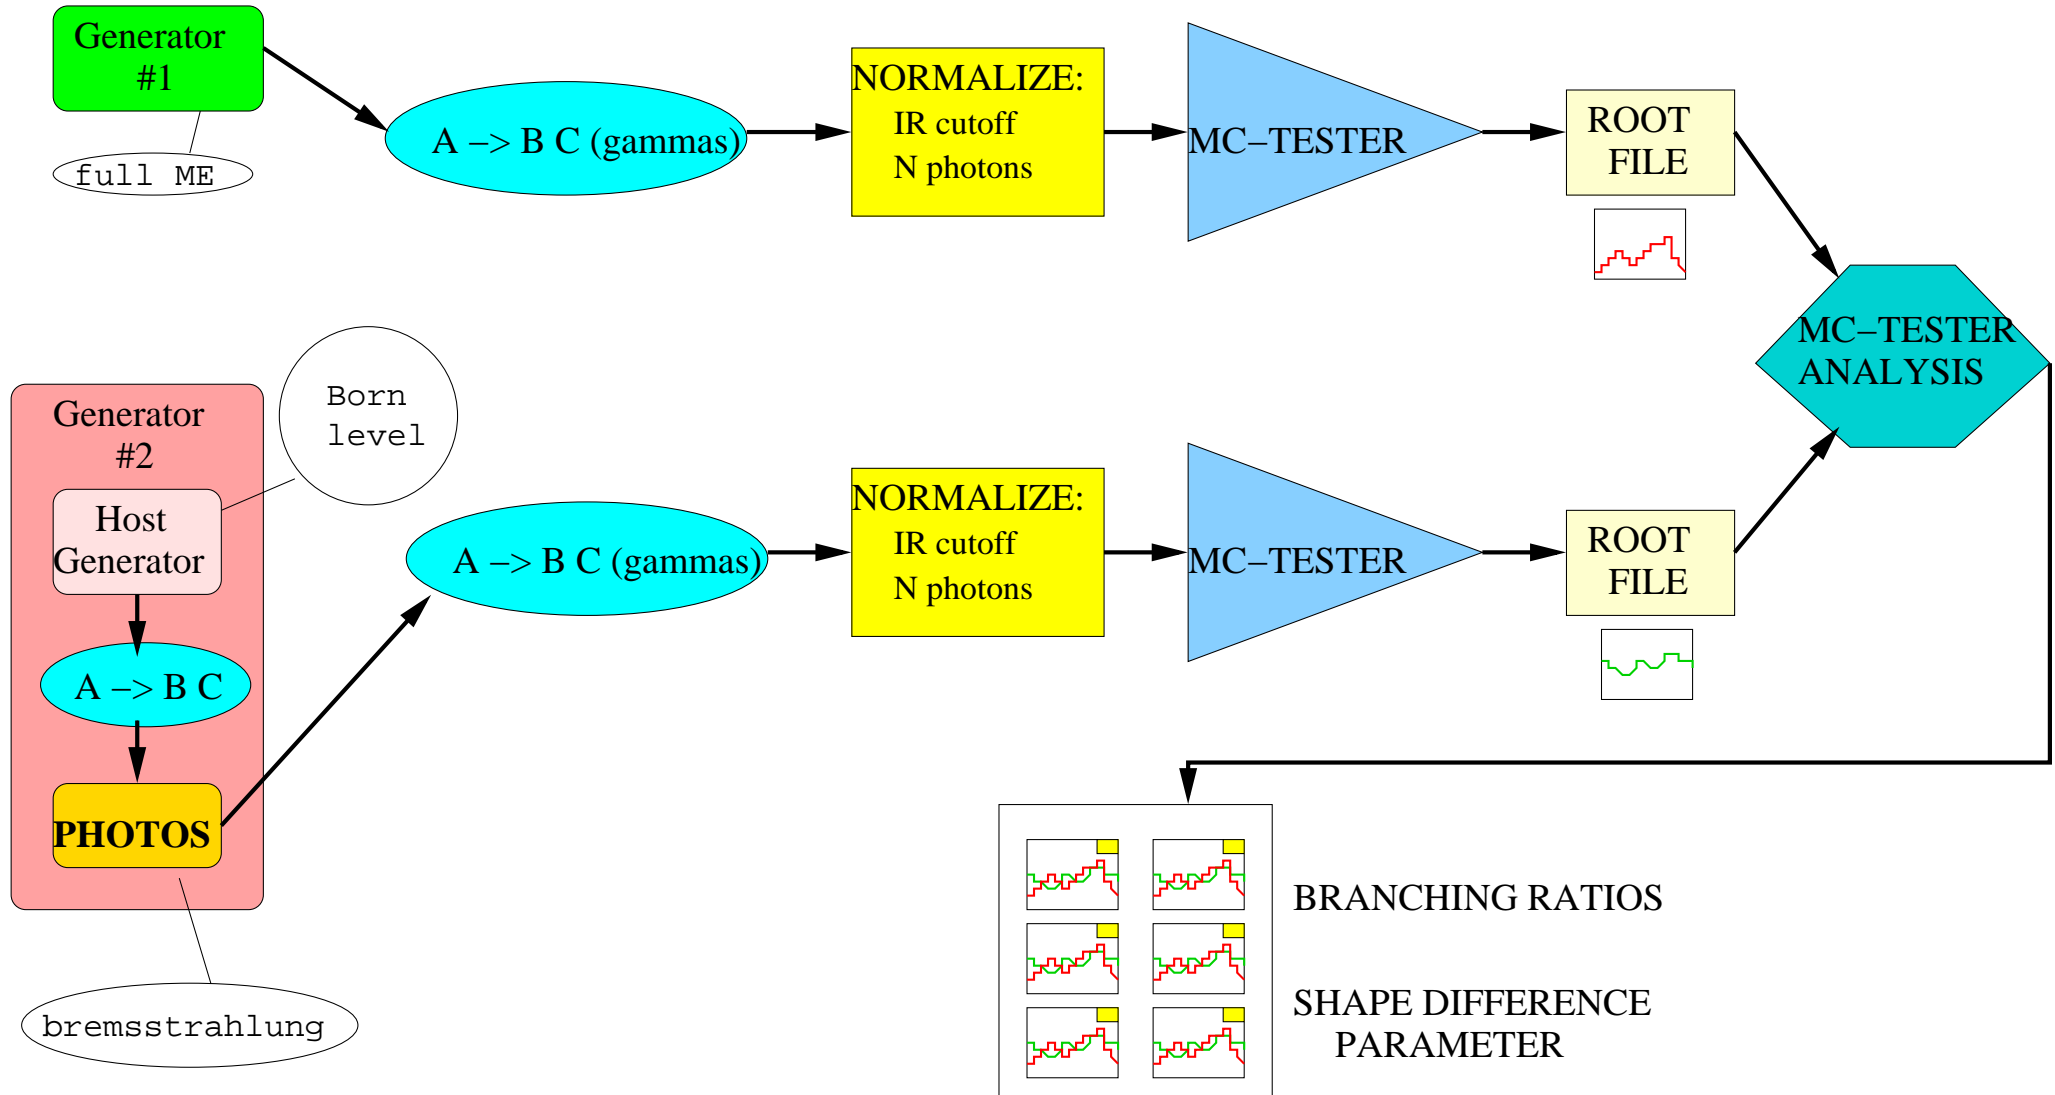 Generator
#1
full ME
A −> B C (gammas)
NORMALIZE:
IR cutoff
N photons
MC−TESTER
ROOT
FILE
MC−TESTER
ANALYSIS
Generator
#2
Born
level
Host
Generator
A −> B C
PHOTOS
bremsstrahlung
A −> B C (gammas)
NORMALIZE:
IR cutoff
N photons
MC−TESTER
ROOT
FILE
BRANCHING RATIOS
SHAPE DIFFERENCE
PARAMETER